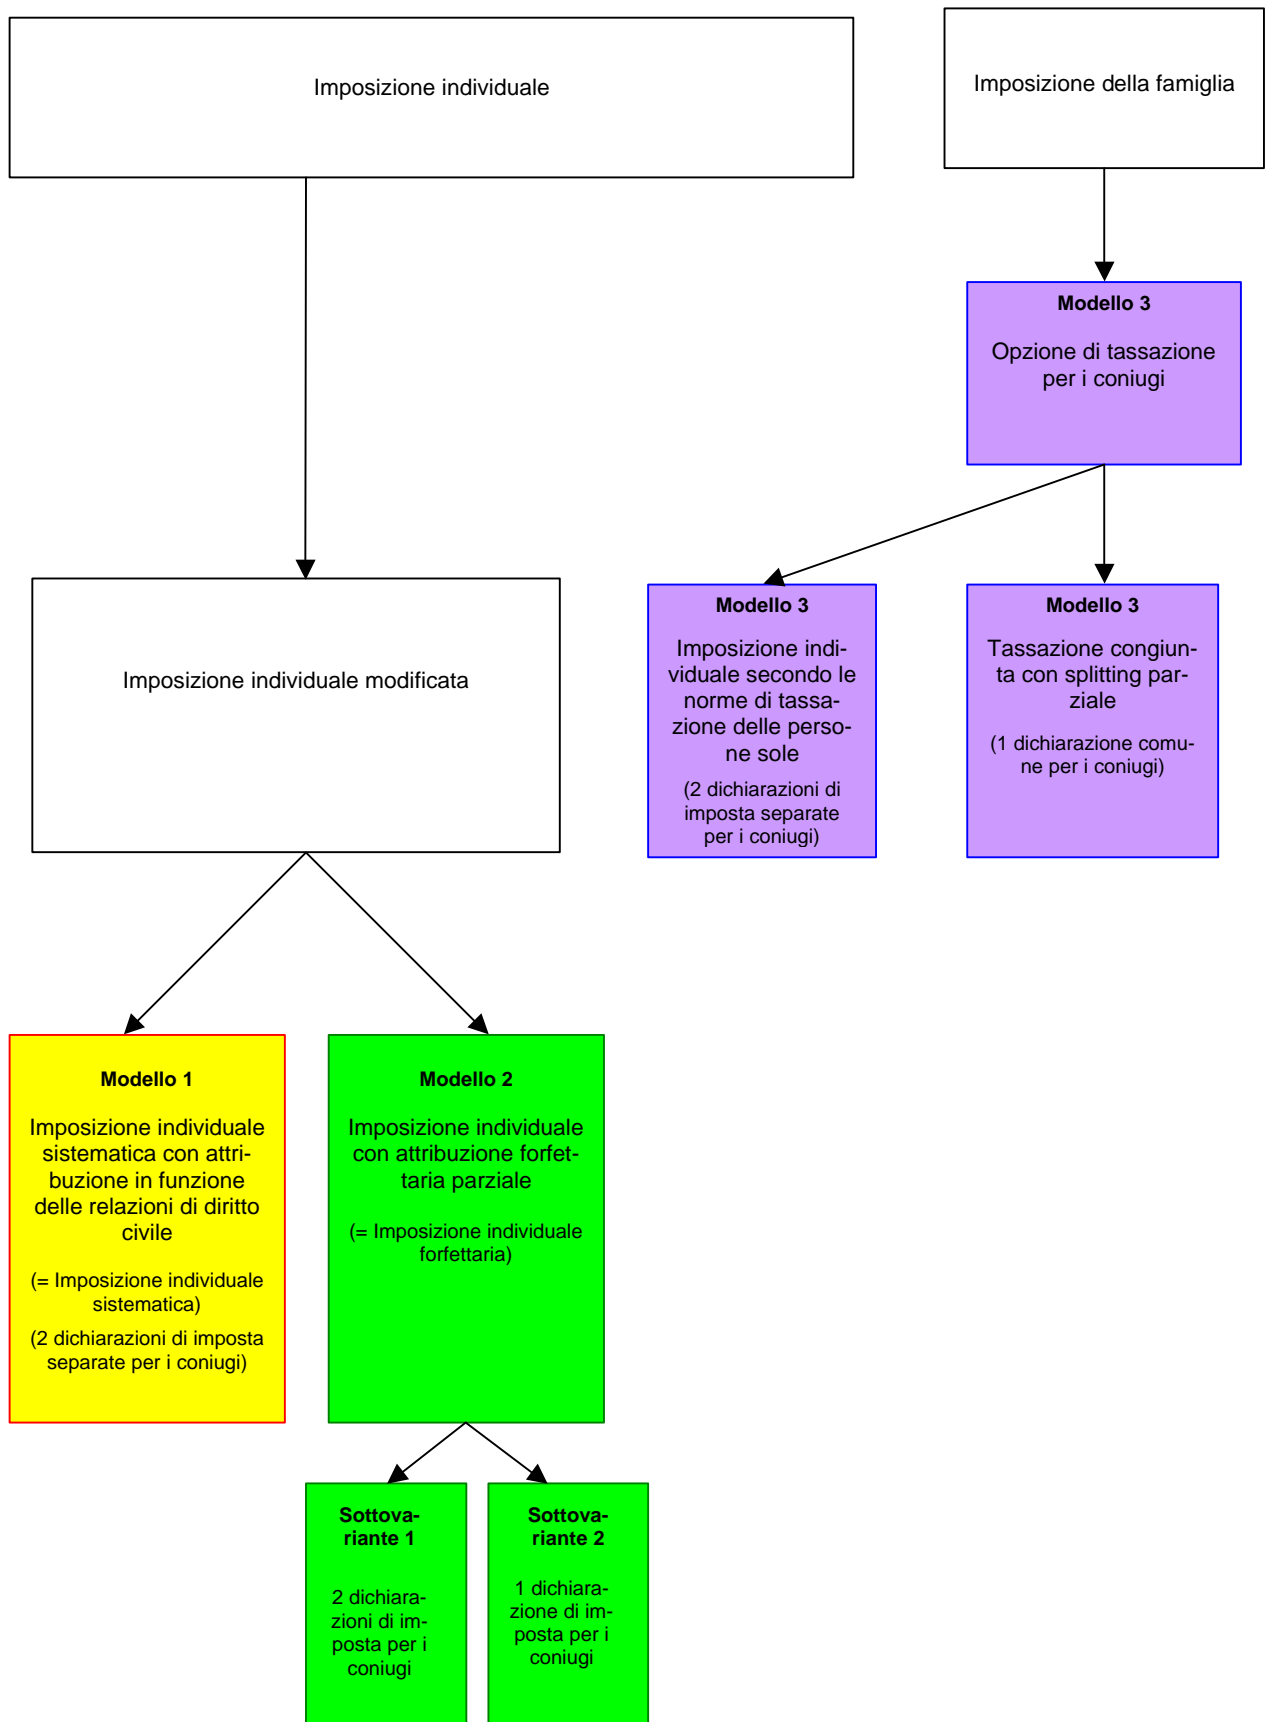 Imposizione individuale
Imposizione della famiglia
Modello 3
Opzione di tassazione
per i coniugi
Imposizione individuale modificata
Modello 3
Imposizione indi-
viduale secondo le
norme di tassa-
zione delle perso-
ne sole
(2 dichiarazioni di
imposta separate
per i coniugi)
Modello 3
Tassazione congiun-
ta con splitting par-
ziale
(1 dichiarazione comu-
ne per i coniugi)
Modello 1
Imposizione individuale
sistematica con attri-
buzione in funzione
delle relazioni di diritto
civile
(= Imposizione individuale
sistematica)
(2 dichiarazioni di imposta
separate per i coniugi)
Modello 2
Imposizione individuale
con attribuzione forfet-
taria parziale
(= Imposizione individuale
forfettaria)
Sottova-
riante 1
2 dichiara-
zioni di im-
posta per i
coniugi
Sottova-
riante 2
1 dichiara-
zione di im-
posta per i
coniugi